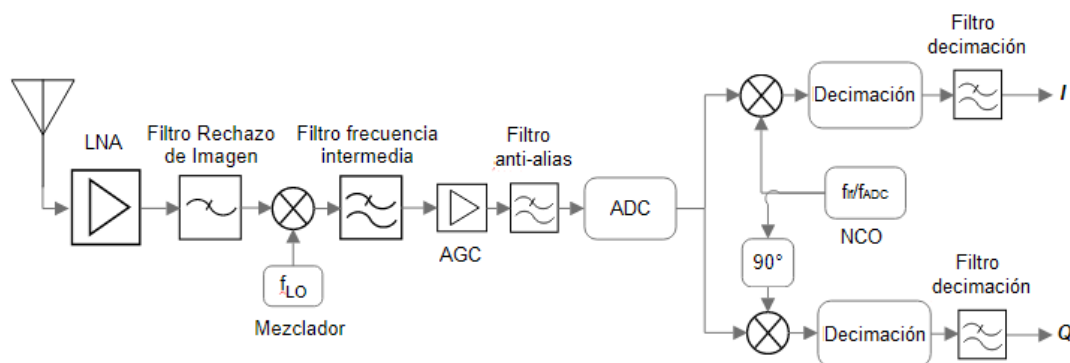 LNA
Filtro Rechazo
de Imagen
Filtro frecuencia
intermedia
Filtro
anti-alias
AGC
fLO
Mezclador
ADC
Filtro
decimación
Decimación
I
fIf/fADC
NCO
90°
Filtro
decimación
Decimación
Q